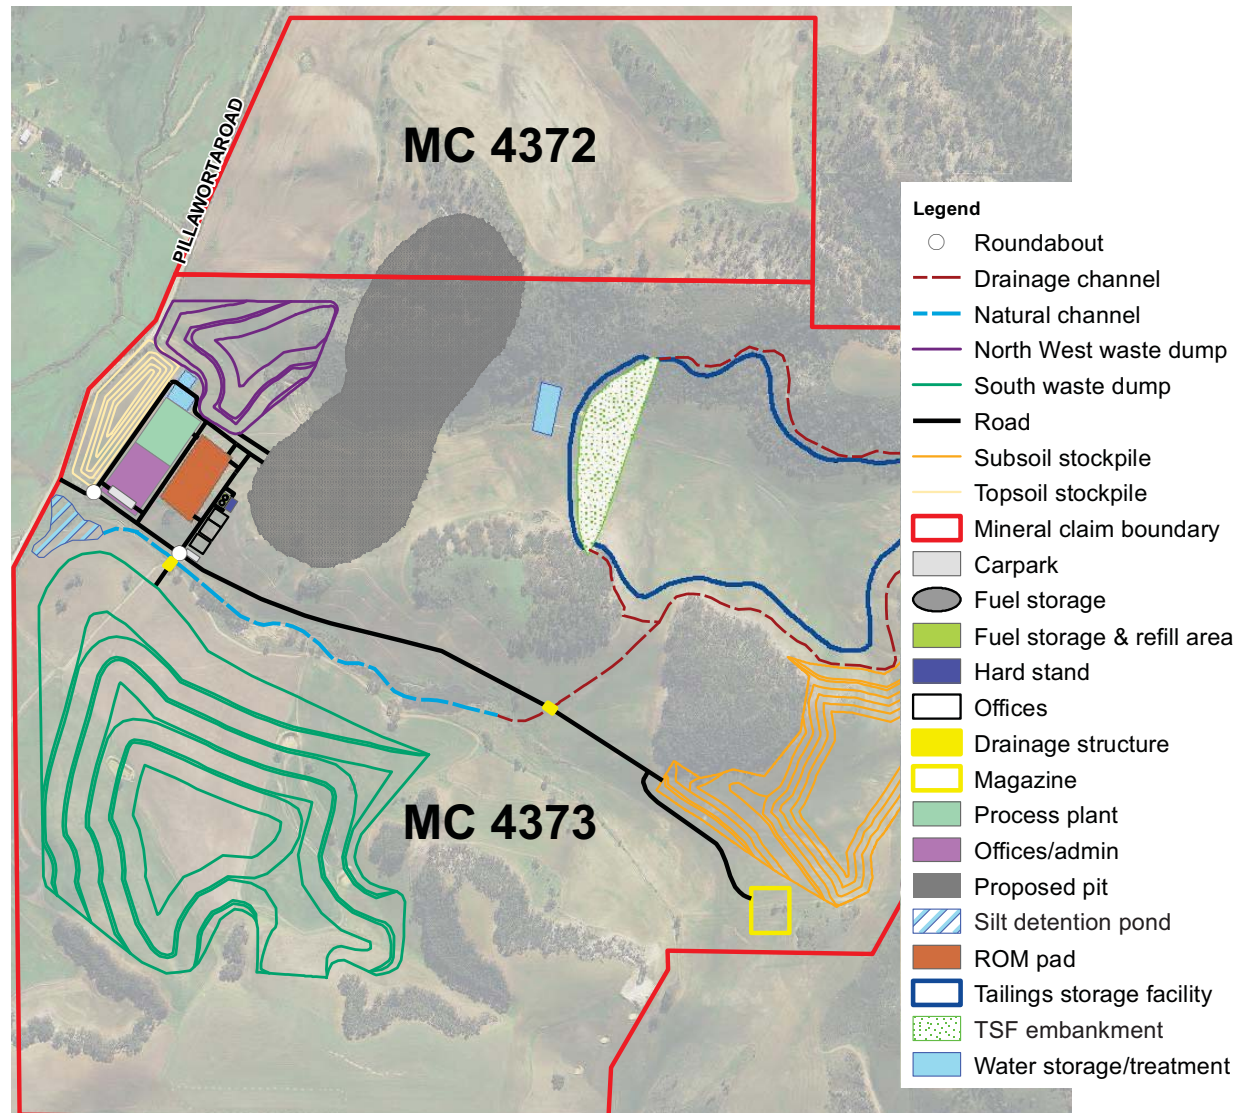 MC 4372
PILLAWORTAROAD
MC 4373
Legend
Roundabout
Drainage channel
Natural channel
North West waste dump
South waste dump
Road
Subsoil stockpile
Topsoil stockpile
Mineral claim boundary
Carpark
Fuel storage
Fuel storage & refill area
Hard stand
Offices
Drainage structure
Magazine
Process plant
Offices/admin
Proposed pit
Silt detention pond
ROM pad
Tailings storage facility
TSF embankment
Water storage/treatment